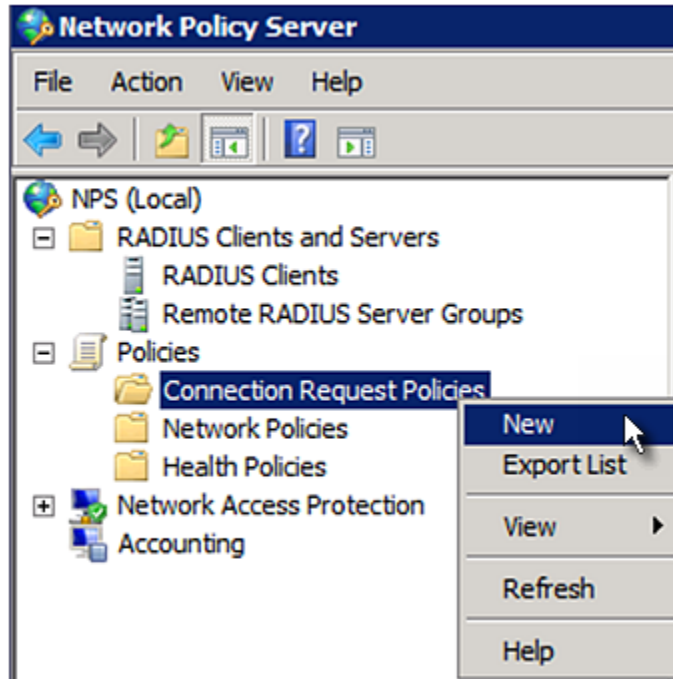 Network Policy Server
File Action View Help
NPS (Local)
RADIUS Clients and Servers
RADIUS Clients
Remote RADIUS Server Groups
Policies
Connection Request Policies
Network Policies
Health Policies
Network Access Protection
Accounting
New
Export List
View
Refresh
Help